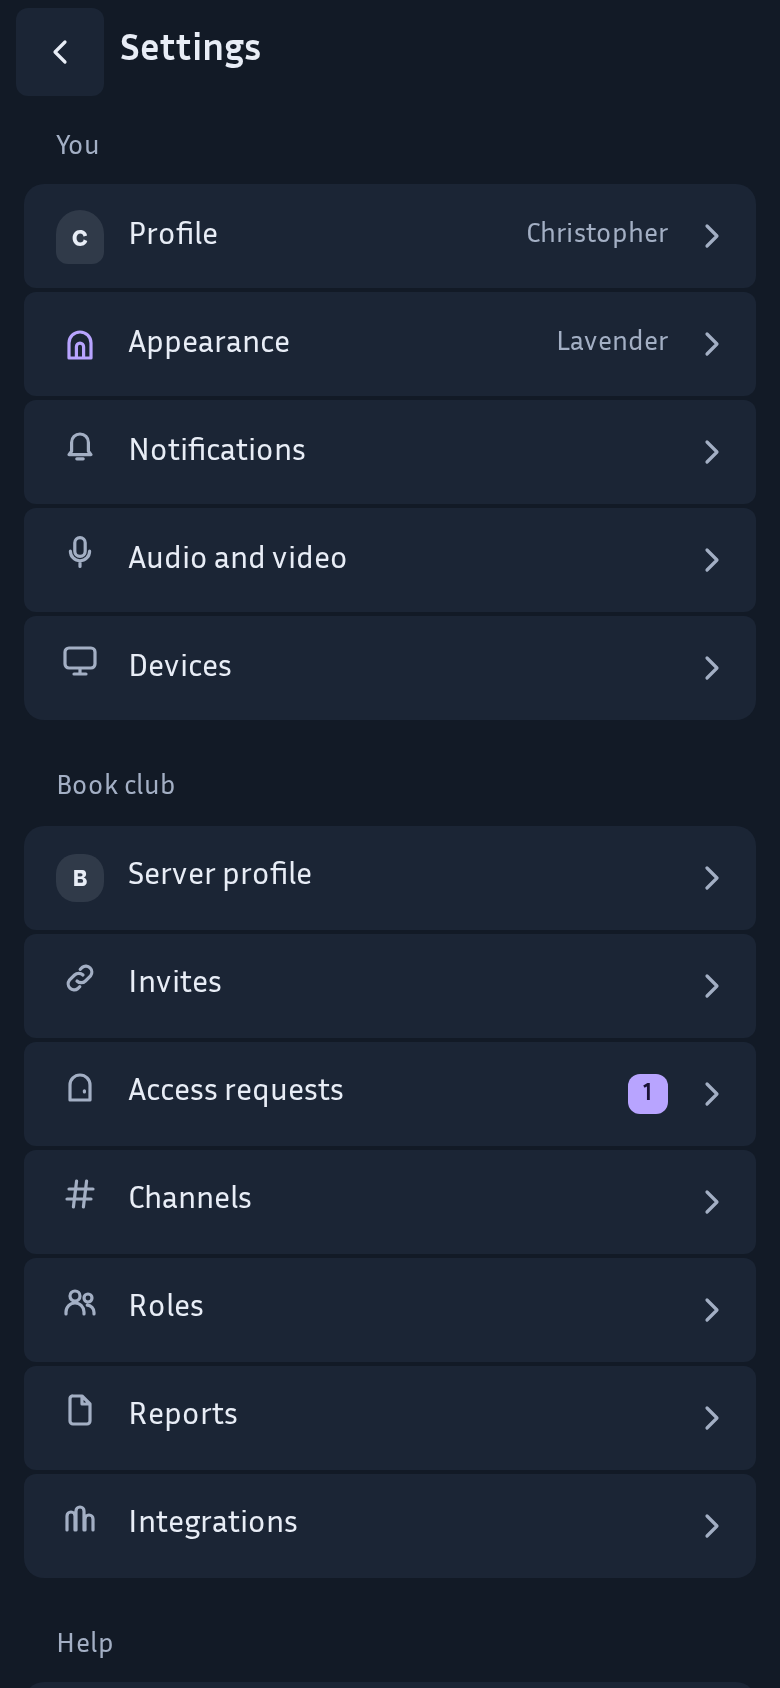 Settings
You
C Profile Christopher
Appearance Lavender
Notifications
Audio and video
Devices
Book club
B Server profile
Invites
Access requests 1
Channels
Roles
Reports
Integrations
Help